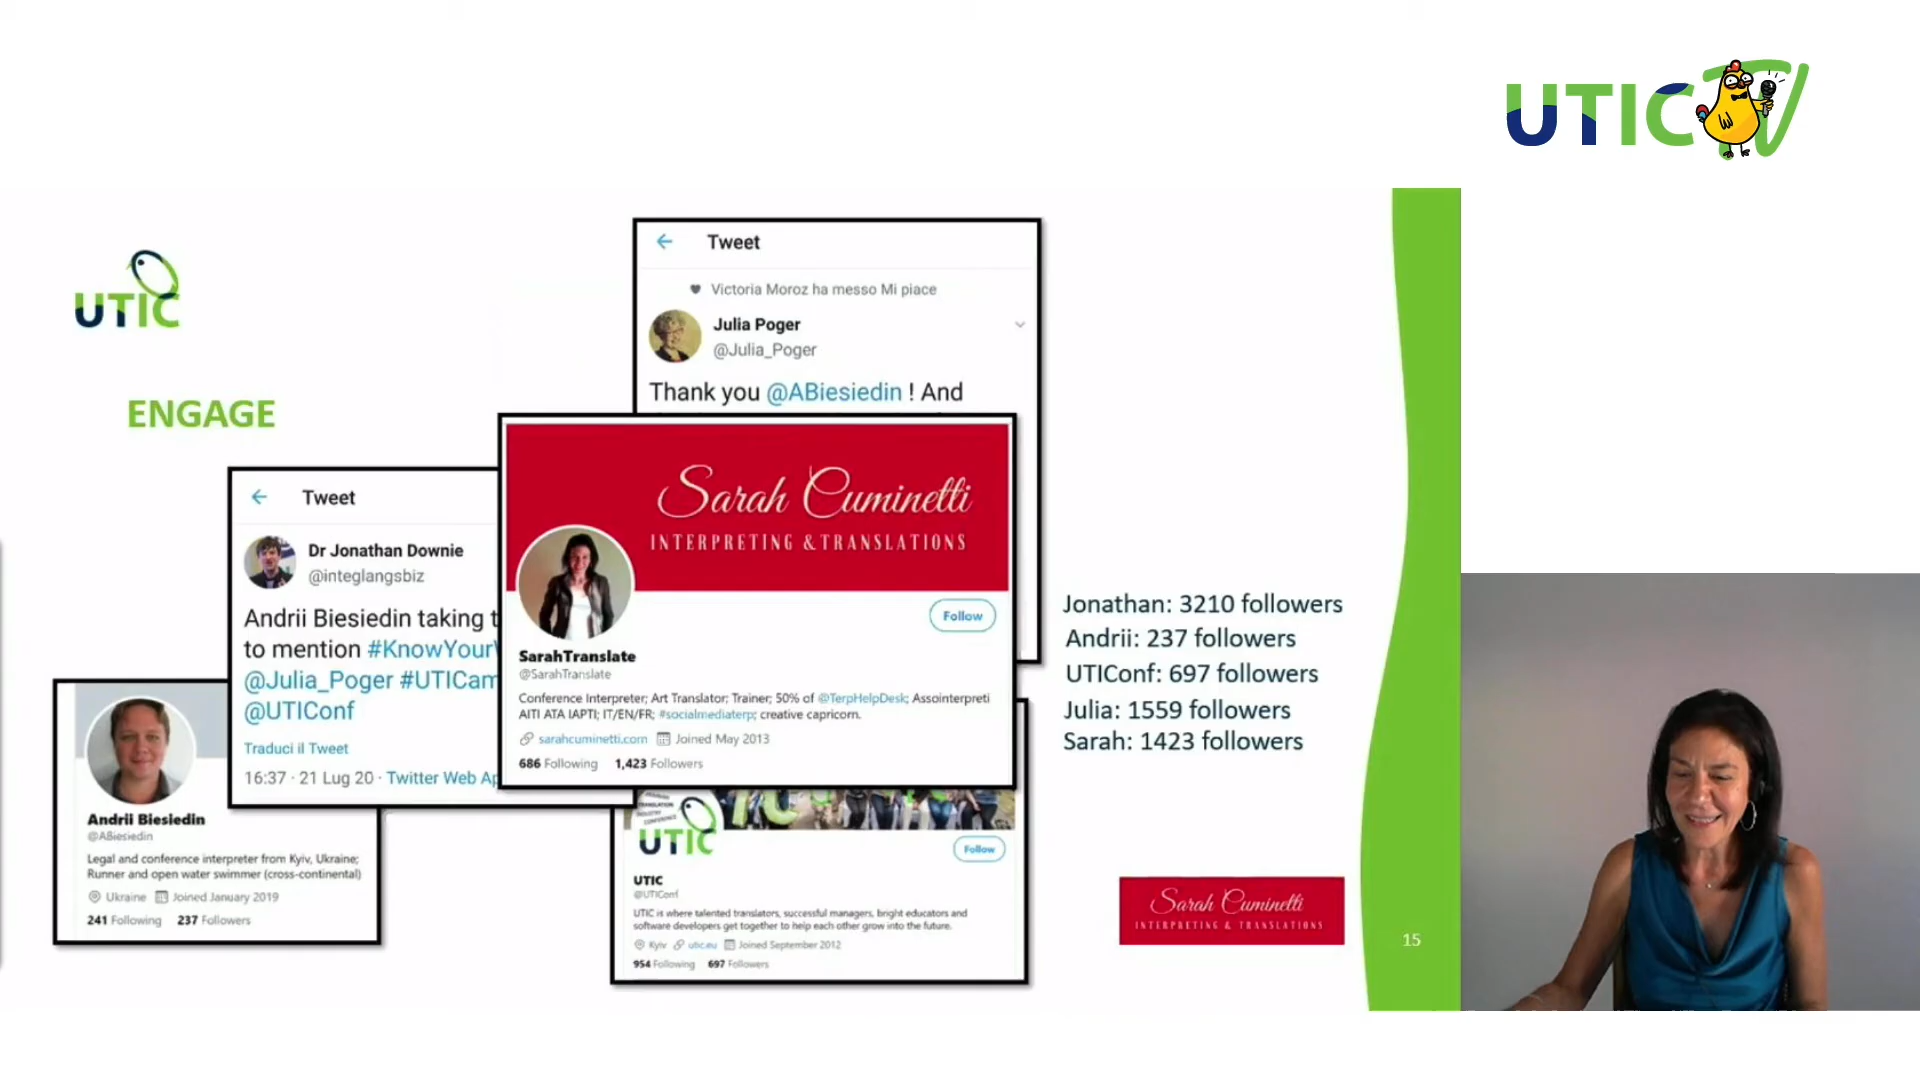 UTIC TV
UTIC
ENGAGE
Tweet
Victoria Moroz ha messo Mi piace
Julia Poger
@Julia_Poger
Thank you @ABiesiedin ! And
Sarah Cuminetti
INTERPRETING & TRANSLATIONS
Follow
SarahTranslate
@SarahTranslate
Conference Interpreter; Art Translator; Trainer; 50% of @TerpHelpDesk; Assointerpreti
AITI ATA IAPTI; IT/EN/FR; #socialmediaterp; creative capricorn.
sarahcuminetti.com Joined May 2013
686 Following 1,423 Followers
Tweet
Dr Jonathan Downie
@integlangsbiz
Andrii Biesiedin taking t
to mention #KnowYour
@Julia_Poger #UTICam
@UTIConf
Traduci il Tweet
16:37 · 21 Lug 20 · Twitter Web Ap
Andrii Biesiedin
@ABiesiedin
Legal and conference interpreter from Kyiv, Ukraine;
Runner and open water swimmer (cross-continental)
Ukraine Joined January 2019
241 Following 237 Followers
TRANSLATION
INDUSTRY
CONFERENCE
UTIC
Follow
UTIC
@UTIConf
UTIC is where talented translators, successful managers, bright educators and
software developers get together to help each other grow into the future.
Kyiv utic.eu Joined September 2012
954 Following 697 Followers
Jonathan: 3210 followers
Andrii: 237 followers
UTIConf: 697 followers
Julia: 1559 followers
Sarah: 1423 followers
Sarah Cuminetti
INTERPRETING & TRANSLATIONS
15